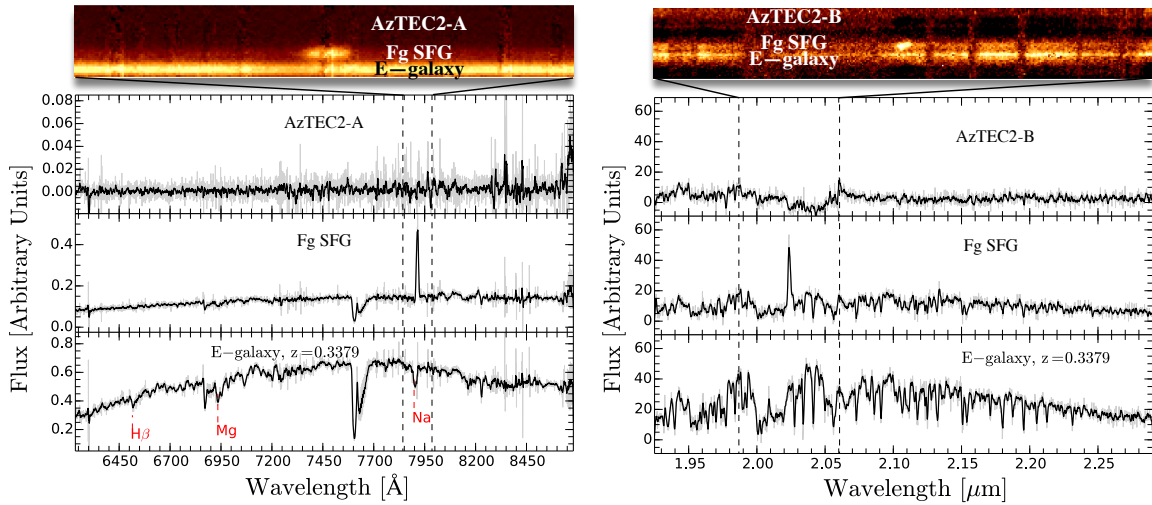 AzTEC2-A
Fg SFG
E—galaxy
0.08
0.06
0.04
0.02
0.00
AzTEC2-A
0.4
0.2
0.0
Fg SFG
0.8
0.6
0.4
0.2
E−galaxy, z=0.3379
Hβ
Mg
Na
6450 6700 6950 7200 7450 7700 7950 8200 8450
Wavelength [Å]
Flux [Arbitrary Units]
AzTEC2-B
Fg SFG
E—galaxy
60
40
20
0
AzTEC2-B
60
40
20
0
Fg SFG
60
40
20
0
E−galaxy, z=0.3379
1.95 2.00 2.05 2.10 2.15 2.20 2.25
Wavelength [μm]
Flux [Arbitrary Units]